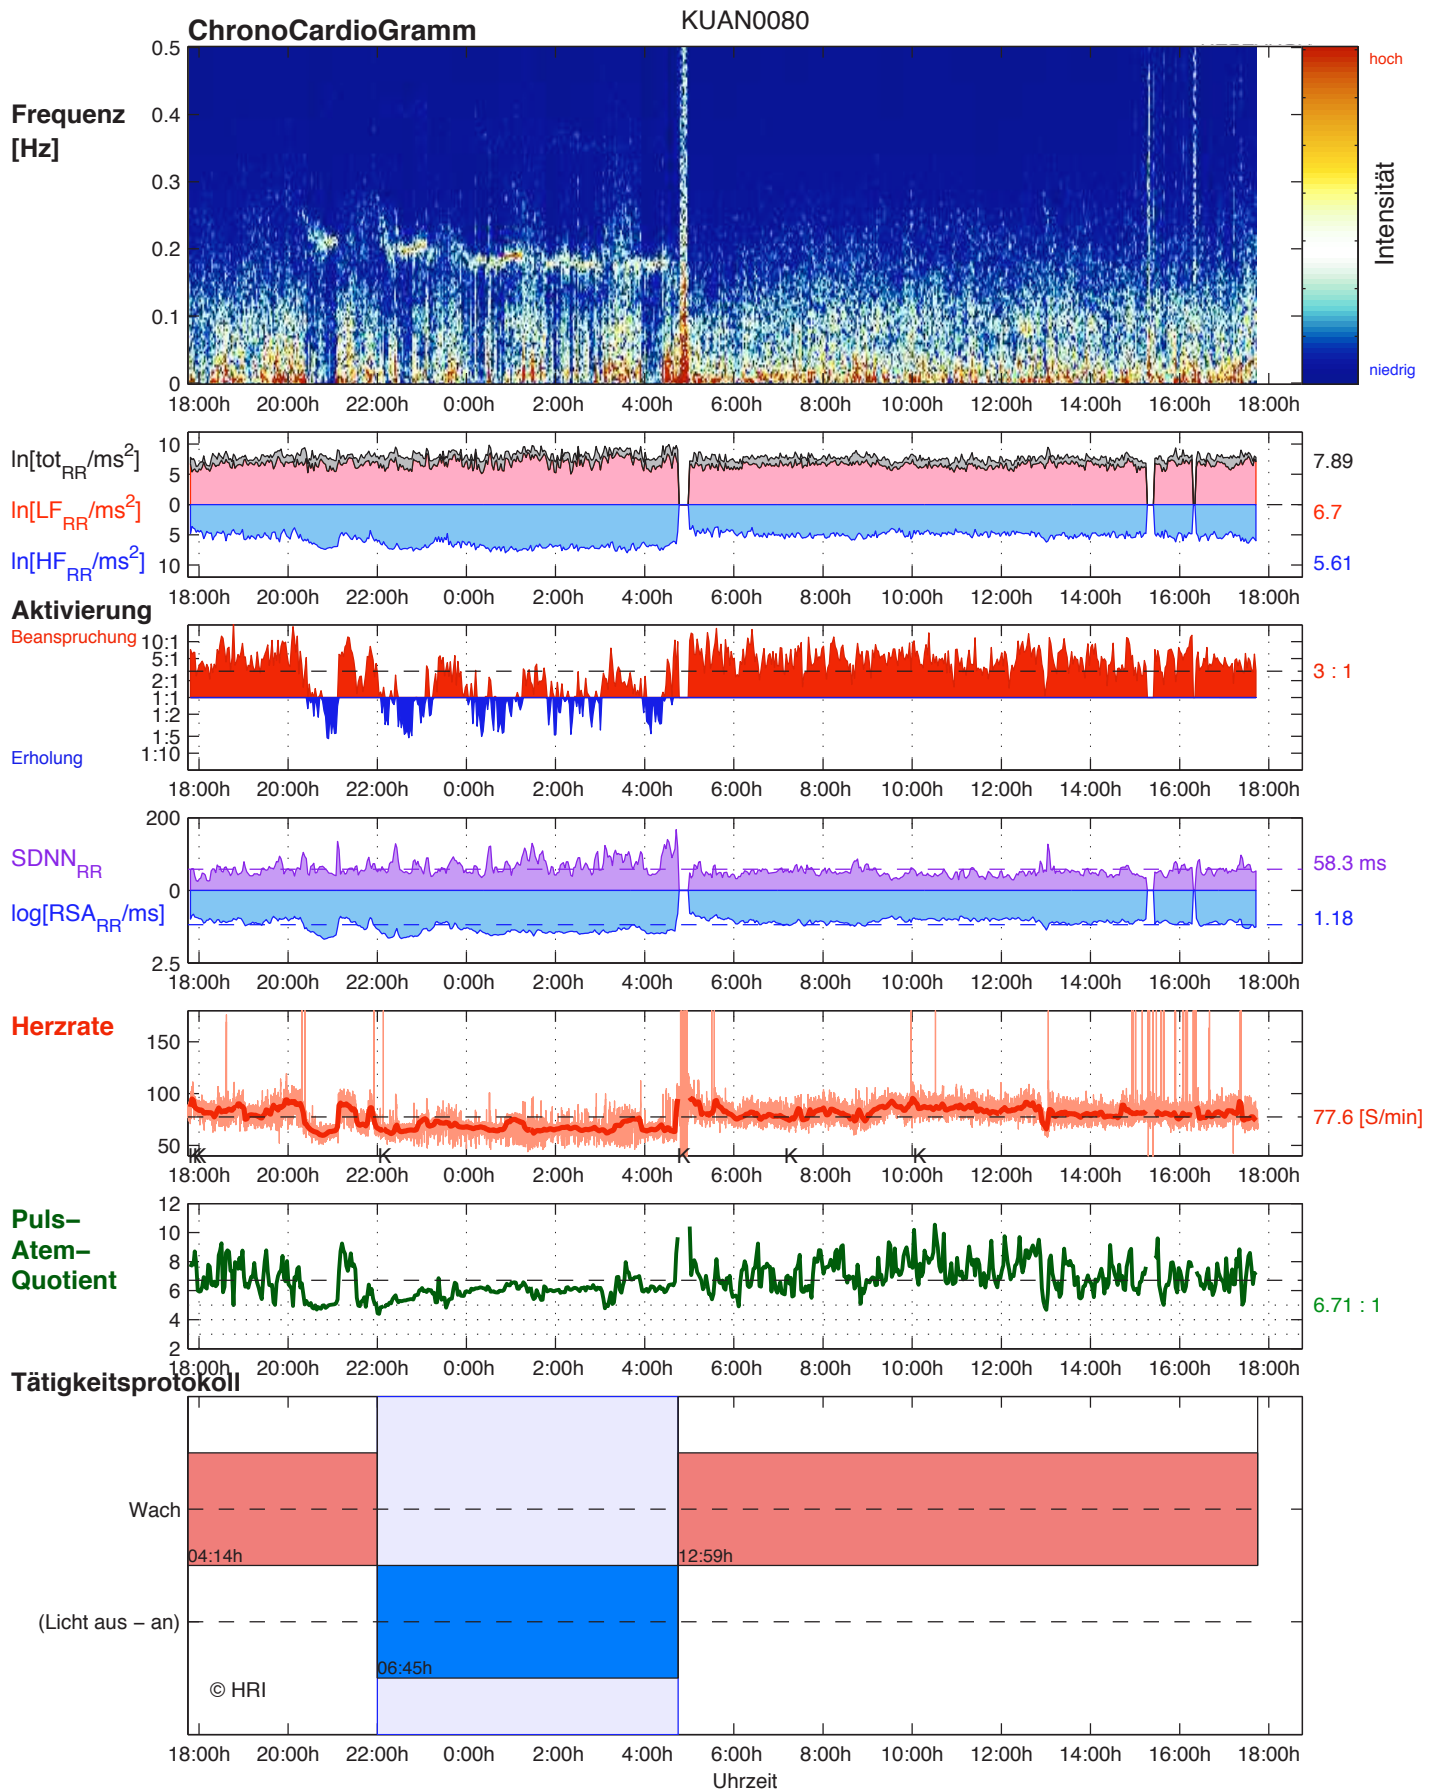 KUAN0080
ChronoCardioGramm
Frequenz
[Hz]
0.5
0.4
0.3
0.2
0.1
0
hoch
Intensität
niedrig
18:00h 20:00h 22:00h 0:00h 2:00h 4:00h 6:00h 8:00h 10:00h 12:00h 14:00h 16:00h 18:00h
ln[tot_RR/ms²]
ln[LF_RR/ms²]
ln[HF_RR/ms²]
10
5
0
5
10
7.89
6.7
5.61
18:00h 20:00h 22:00h 0:00h 2:00h 4:00h 6:00h 8:00h 10:00h 12:00h 14:00h 16:00h 18:00h
Aktivierung
Beanspruchung
Erholung
10:1
5:1
2:1
1:1
1:2
1:5
1:10
3 : 1
18:00h 20:00h 22:00h 0:00h 2:00h 4:00h 6:00h 8:00h 10:00h 12:00h 14:00h 16:00h 18:00h
SDNN_RR
log[RSA_RR/ms]
200
0
2.5
58.3 ms
1.18
18:00h 20:00h 22:00h 0:00h 2:00h 4:00h 6:00h 8:00h 10:00h 12:00h 14:00h 16:00h 18:00h
Herzrate
150
100
50
77.6 [S/min]
K K K K K
18:00h 20:00h 22:00h 0:00h 2:00h 4:00h 6:00h 8:00h 10:00h 12:00h 14:00h 16:00h 18:00h
Puls–
Atem–
Quotient
12
10
8
6
4
2
6.71 : 1
18:00h 20:00h 22:00h 0:00h 2:00h 4:00h 6:00h 8:00h 10:00h 12:00h 14:00h 16:00h 18:00h
Tätigkeitsprotokoll
Wach
04:14h
12:59h
(Licht aus – an)
06:45h
© HRI
18:00h 20:00h 22:00h 0:00h 2:00h 4:00h 6:00h 8:00h 10:00h 12:00h 14:00h 16:00h 18:00h
Uhrzeit